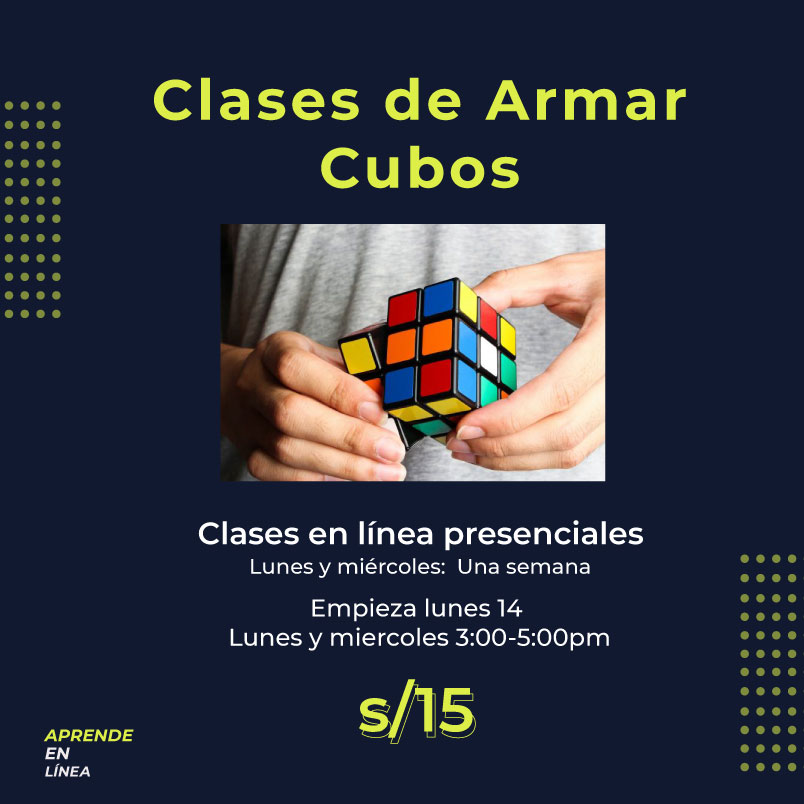 Clases de Armar
Cubos
Clases en línea presenciales
Lunes y miércoles: Una semana
Empieza lunes 14
Lunes y miercoles 3:00-5:00pm
s/15
APRENDE
EN
LÍNEA